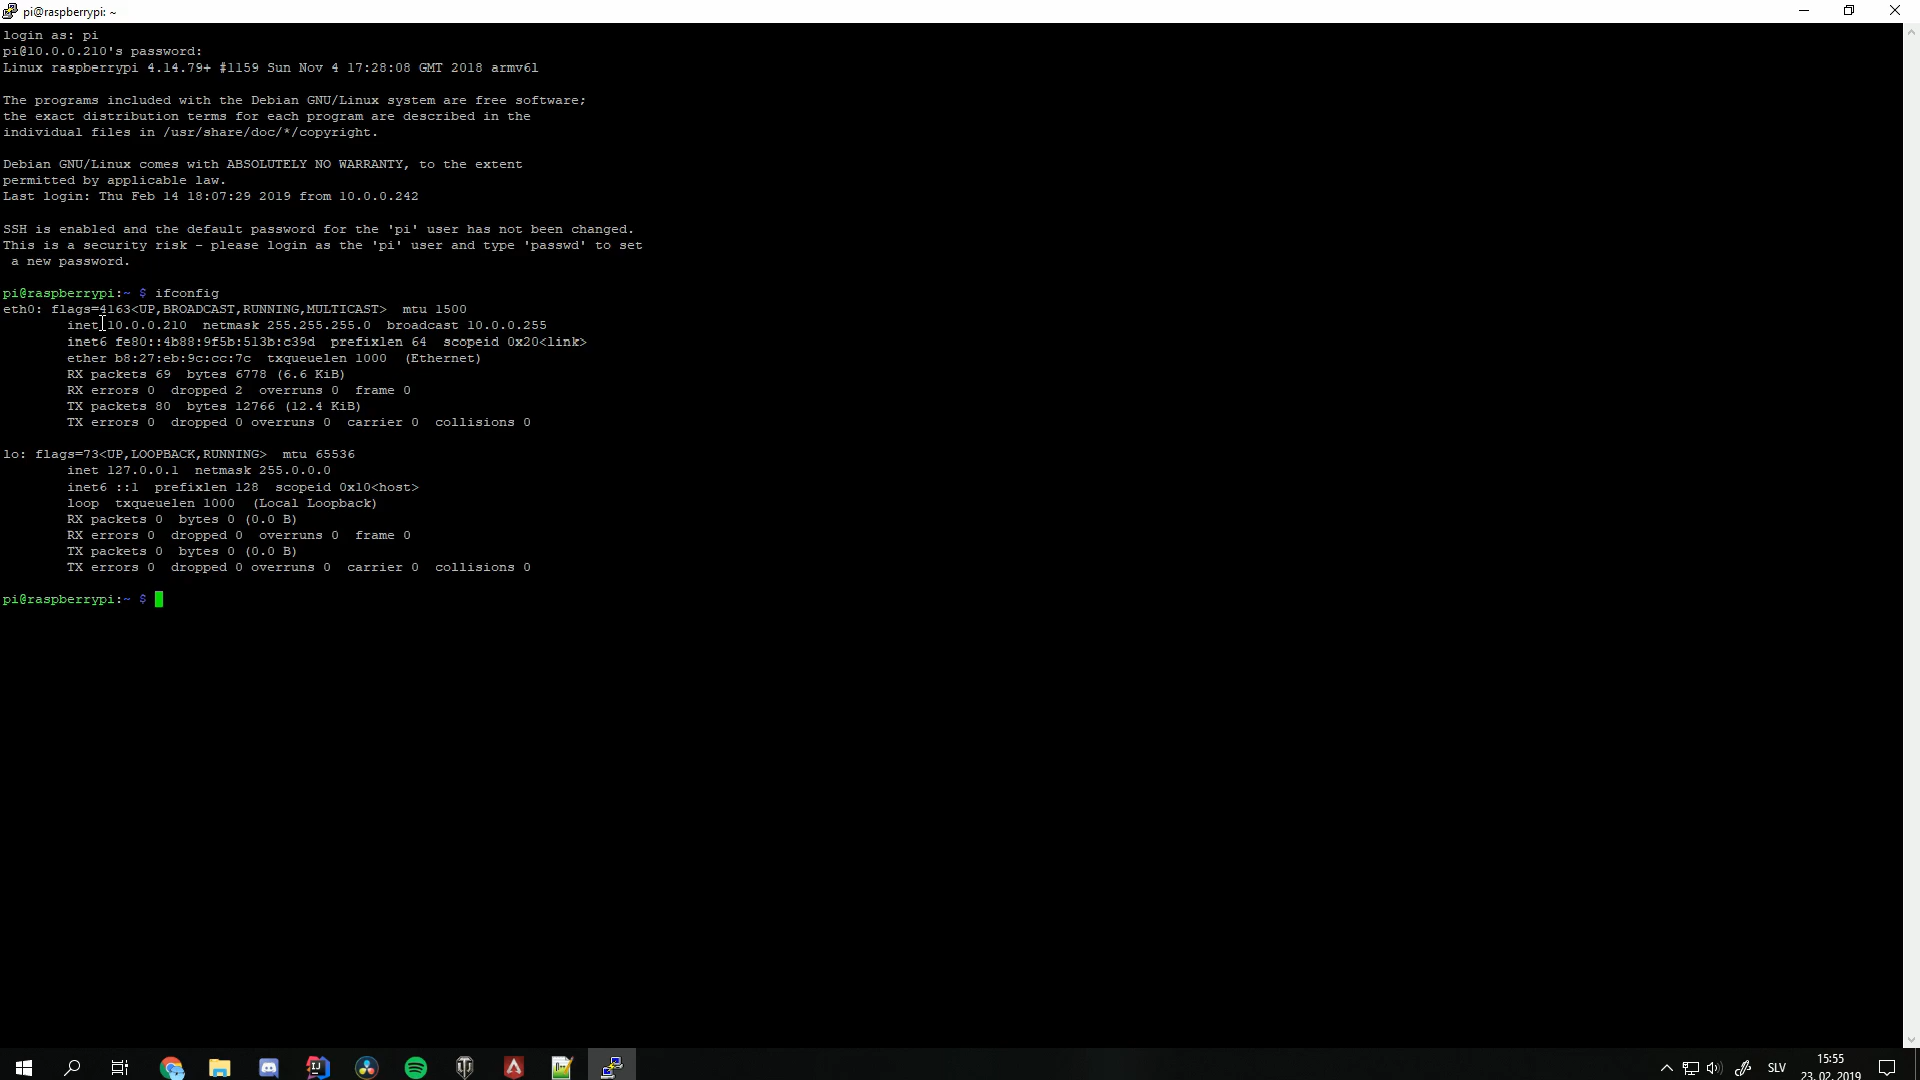 pi@raspberrypi: ~
login as: pi
pi@10.0.0.210's password:
Linux raspberrypi 4.14.79+ #1159 Sun Nov 4 17:28:08 GMT 2018 armv6l
The programs included with the Debian GNU/Linux system are free software;
the exact distribution terms for each program are described in the
individual files in /usr/share/doc/*/copyright.
Debian GNU/Linux comes with ABSOLUTELY NO WARRANTY, to the extent
permitted by applicable law.
Last login: Thu Feb 14 18:07:29 2019 from 10.0.0.242
SSH is enabled and the default password for the 'pi' user has not been changed.
This is a security risk - please login as the 'pi' user and type 'passwd' to set
 a new password.
pi@raspberrypi:~ $ ifconfig
eth0: flags=4163<UP,BROADCAST,RUNNING,MULTICAST>  mtu 1500
        inet 10.0.0.210  netmask 255.255.255.0  broadcast 10.0.0.255
        inet6 fe80::4b88:9f5b:513b:c39d  prefixlen 64  scopeid 0x20<link>
        ether b8:27:eb:9c:cc:7c  txqueuelen 1000  (Ethernet)
        RX packets 69  bytes 6778 (6.6 KiB)
        RX errors 0  dropped 2  overruns 0  frame 0
        TX packets 80  bytes 12766 (12.4 KiB)
        TX errors 0  dropped 0 overruns 0  carrier 0  collisions 0
lo: flags=73<UP,LOOPBACK,RUNNING>  mtu 65536
        inet 127.0.0.1  netmask 255.0.0.0
        inet6 ::1  prefixlen 128  scopeid 0x10<host>
        loop  txqueuelen 1000  (Local Loopback)
        RX packets 0  bytes 0 (0.0 B)
        RX errors 0  dropped 0  overruns 0  frame 0
        TX packets 0  bytes 0 (0.0 B)
        TX errors 0  dropped 0 overruns 0  carrier 0  collisions 0
pi@raspberrypi:~ $
SLV
15:55
23. 02. 2019